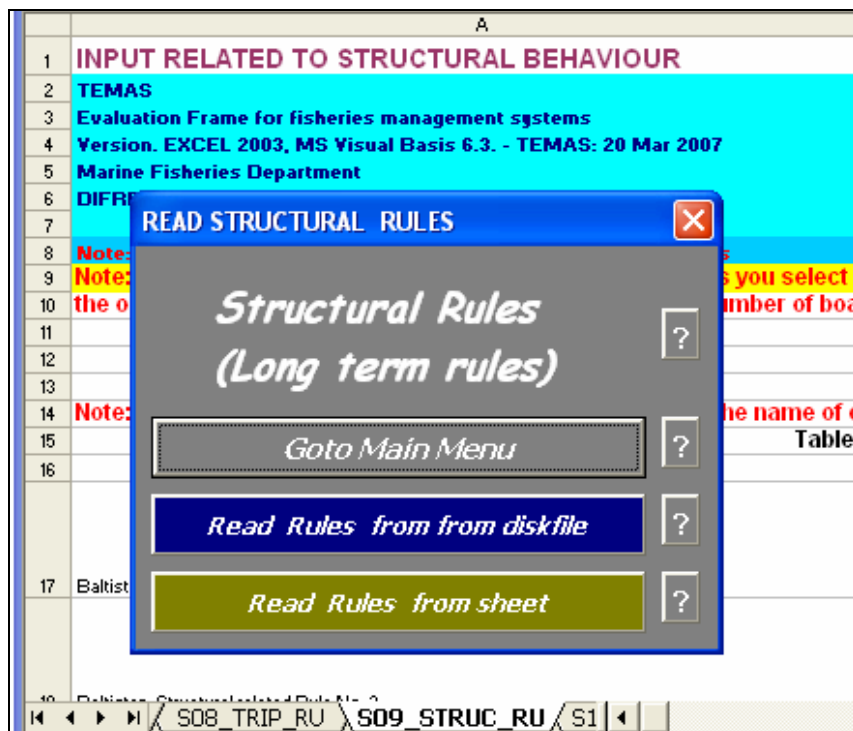 A
1 INPUT RELATED TO STRUCTURAL BEHAVIOUR
2 TEMAS
3 Evaluation Frame for fisheries management systems
4 Version. EXCEL 2003, MS Visual Basis 6.3. - TEMAS: 20 Mar 2007
5 Marine Fisheries Department
6 DIFR
7
8 Note: s
9 Note: s you select
10 the o umber of boa
11
12
13
14 Note: he name of
15 Table
16
17 Baltist
READ STRUCTURAL RULES
Structural Rules ?
(Long term rules)
Goto Main Menu ?
Read Rules from from diskfile ?
Read Rules from sheet ?
S08_TRIP_RU S09_STRUC_RU S1